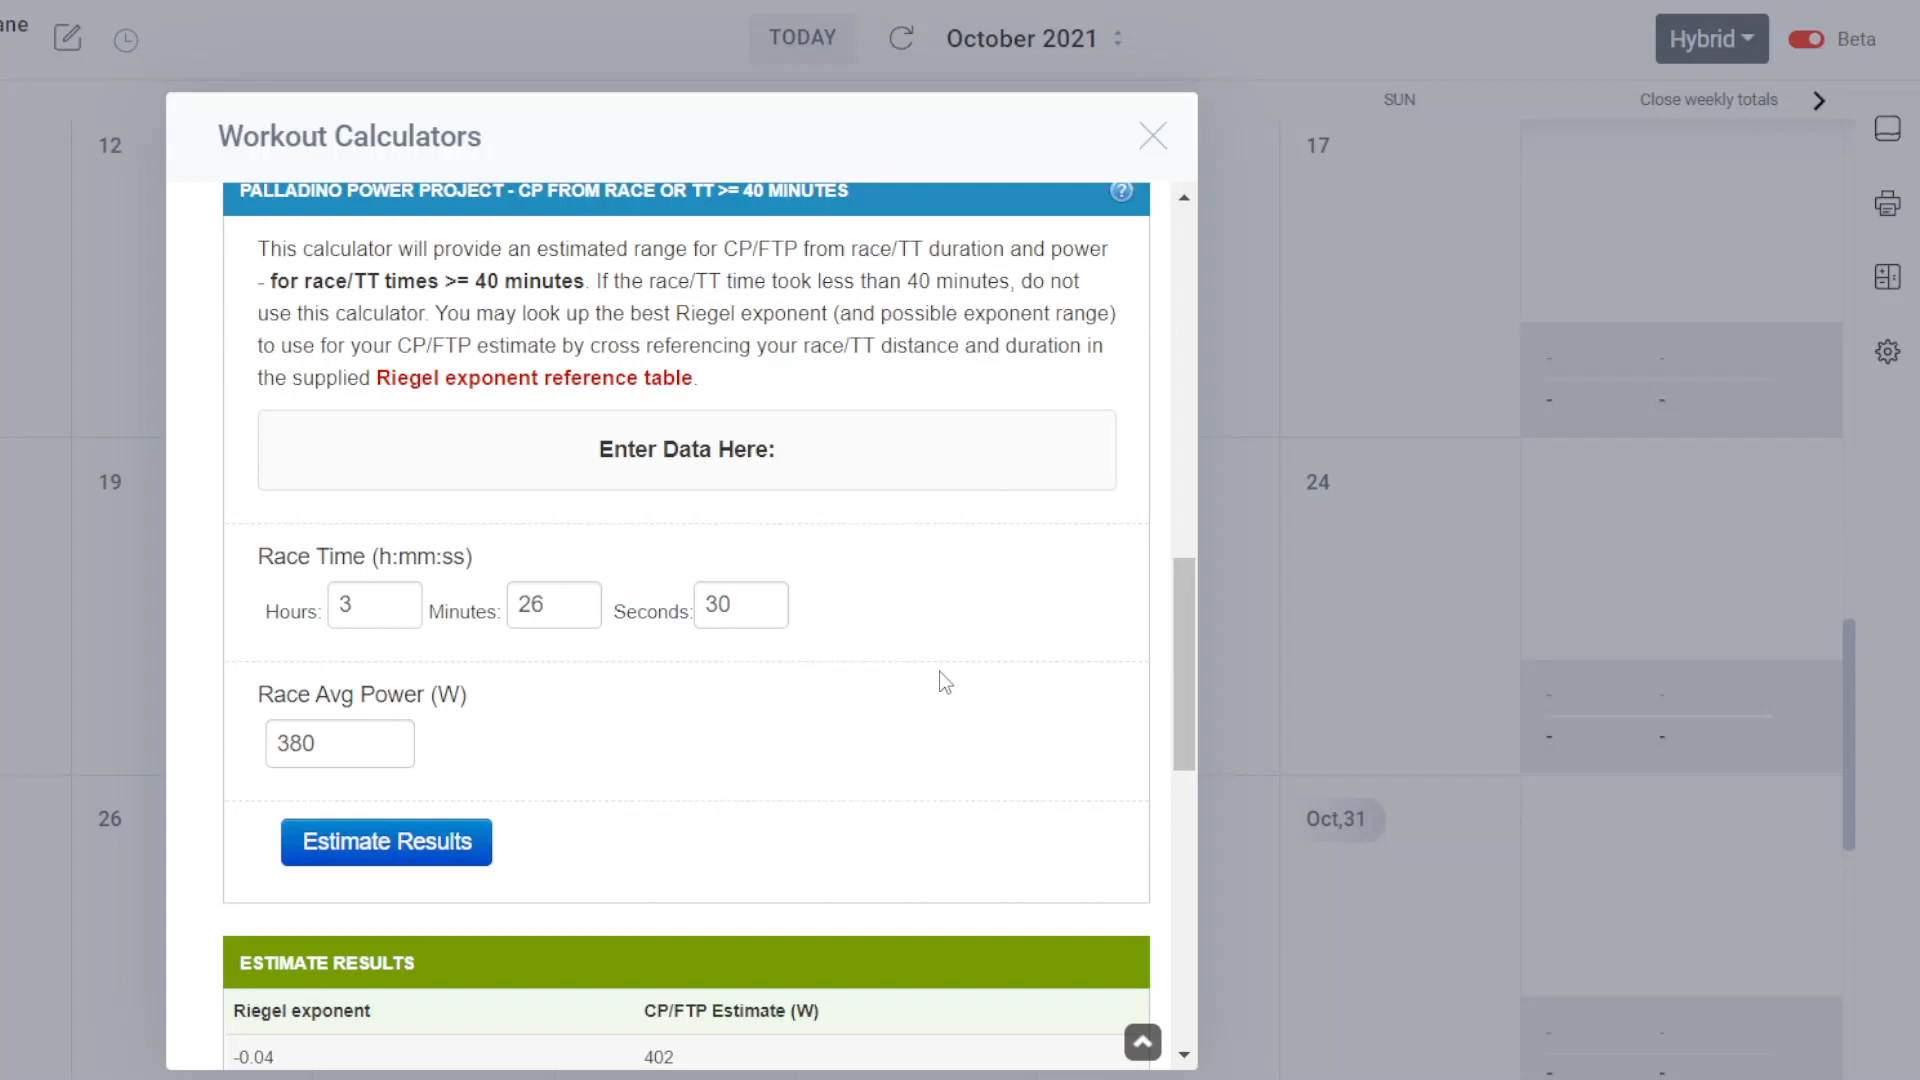 ane
TODAY
October 2021
Hybrid
Beta
SUN
Close weekly totals
12
17
Workout Calculators
PALLADINO POWER PROJECT - CP FROM RACE OR TT >= 40 MINUTES
?
This calculator will provide an estimated range for CP/FTP from race/TT duration and power
- for race/TT times >= 40 minutes. If the race/TT time took less than 40 minutes, do not
use this calculator. You may look up the best Riegel exponent (and possible exponent range)
to use for your CP/FTP estimate by cross referencing your race/TT distance and duration in
the supplied Riegel exponent reference table.
- -
- -
Enter Data Here:
19
24
Race Time (h:mm:ss)
Hours: 3 Minutes: 26 Seconds: 30
Race Avg Power (W)
380
- -
- -
26
Oct,31
Estimate Results
ESTIMATE RESULTS
Riegel exponent CP/FTP Estimate (W)
-0.04 402
- -
- -